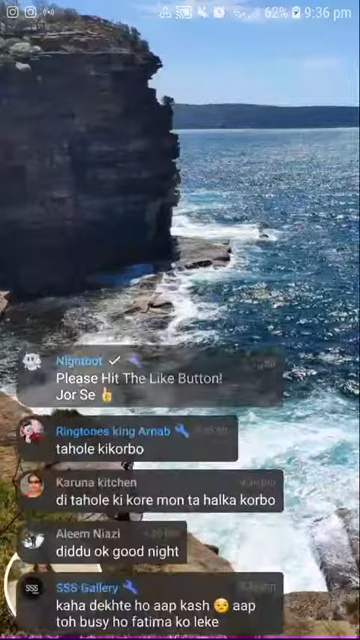 62% 9:36 pm
Nightbot
Please Hit The Like Button!
Jor Se 👍
Ringtones king Arnab
tahole kikorbo
Karuna kitchen
di tahole ki kore mon ta halka korbo
Aleem Niazi
diddu ok good night
SSS SSS Gallery
kaha dekhte ho aap kash 😟 aap
toh busy ho fatima ko leke